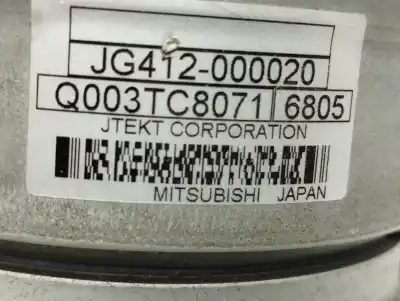 JG412-000020
Q003TC8071 6805
JTEKT CORPORATION
MITSUBISHI JAPAN